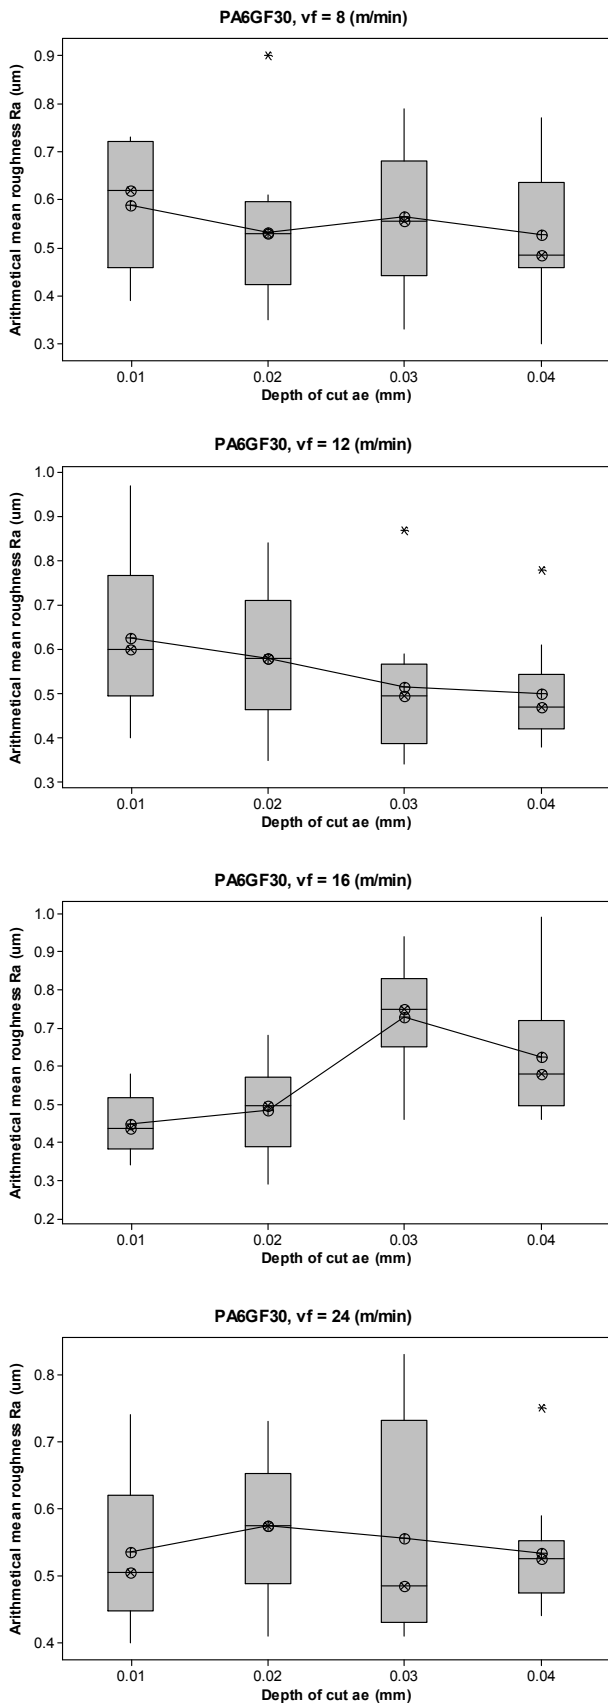 PA6GF30, vf = 8 (m/min)
Arithmetical mean roughness Ra (um)
0.9
0.8
0.7
0.6
0.5
0.4
0.3
0.01 0.02 0.03 0.04
Depth of cut ae (mm)
PA6GF30, vf = 12 (m/min)
Arithmetical mean roughness Ra (um)
1.0
0.9
0.8
0.7
0.6
0.5
0.4
0.3
0.01 0.02 0.03 0.04
Depth of cut ae (mm)
PA6GF30, vf = 16 (m/min)
Arithmetical mean roughness Ra (um)
1.0
0.9
0.8
0.7
0.6
0.5
0.4
0.3
0.2
0.01 0.02 0.03 0.04
Depth of cut ae (mm)
PA6GF30, vf = 24 (m/min)
Arithmetical mean roughness Ra (um)
0.8
0.7
0.6
0.5
0.4
0.01 0.02 0.03 0.04
Depth of cut ae (mm)